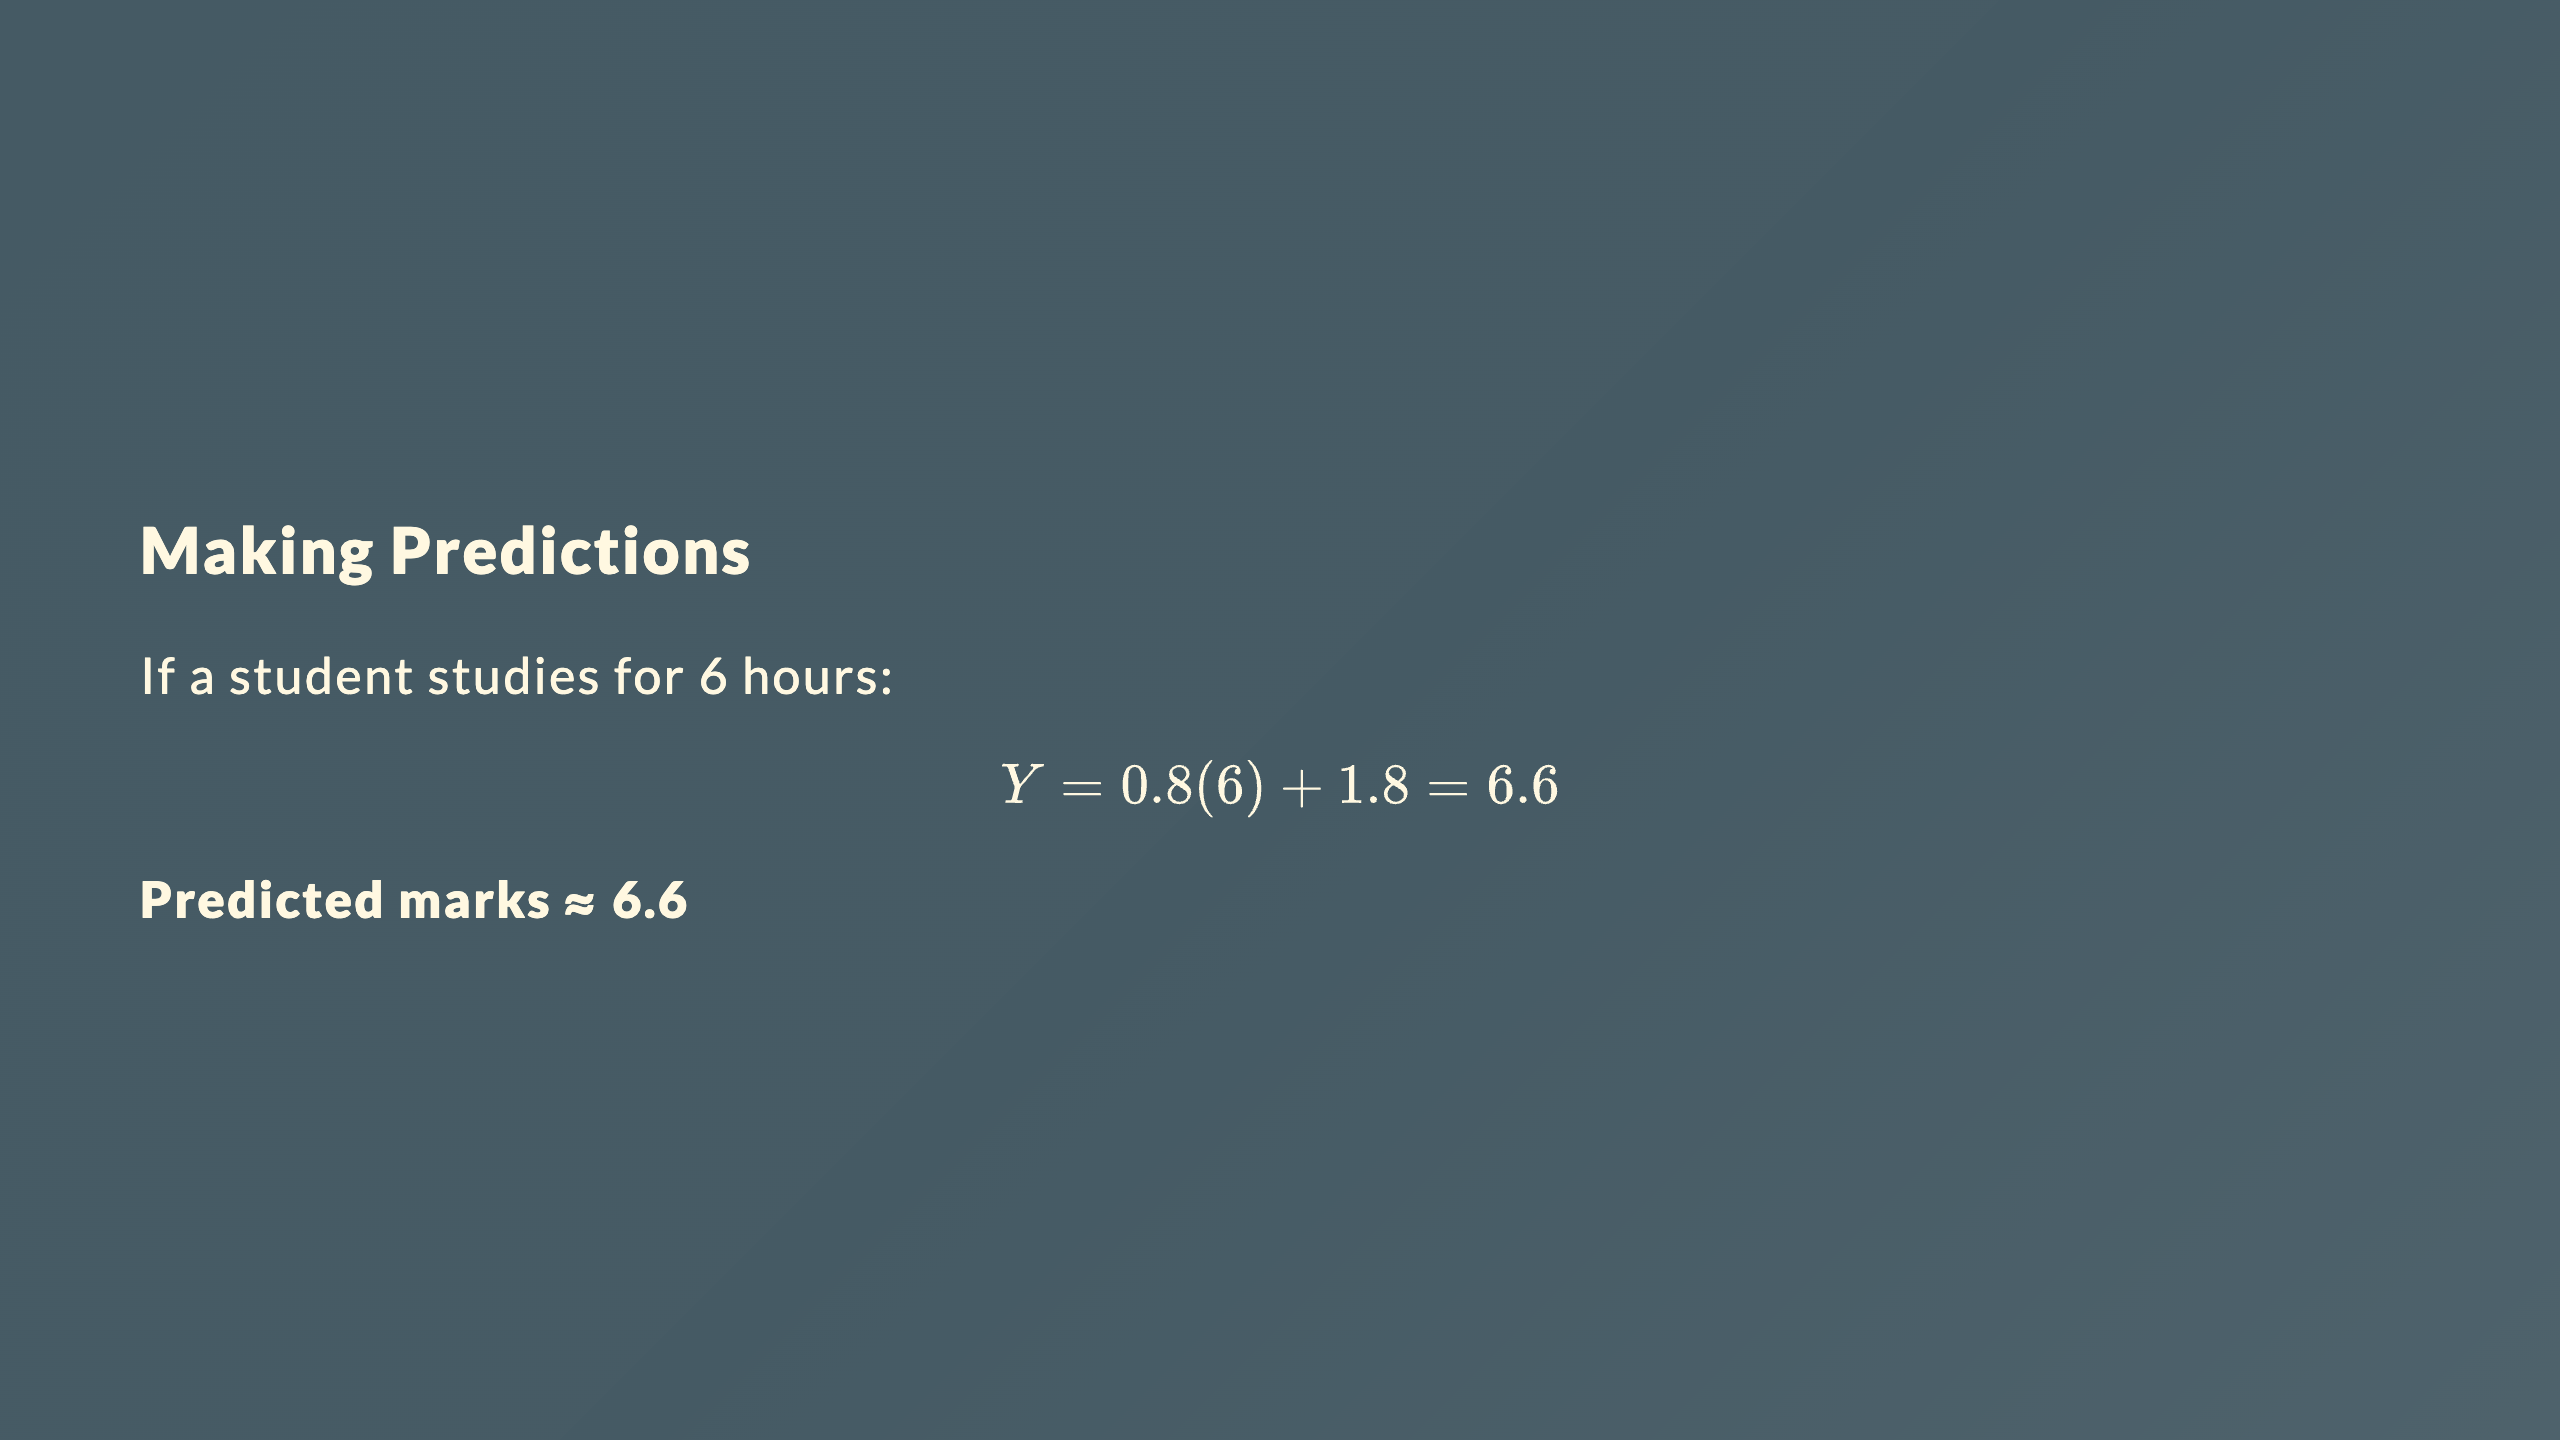 Making Predictions
If a student studies for 6 hours:
Y = 0.8(6) + 1.8 = 6.6
Predicted marks ≈ 6.6